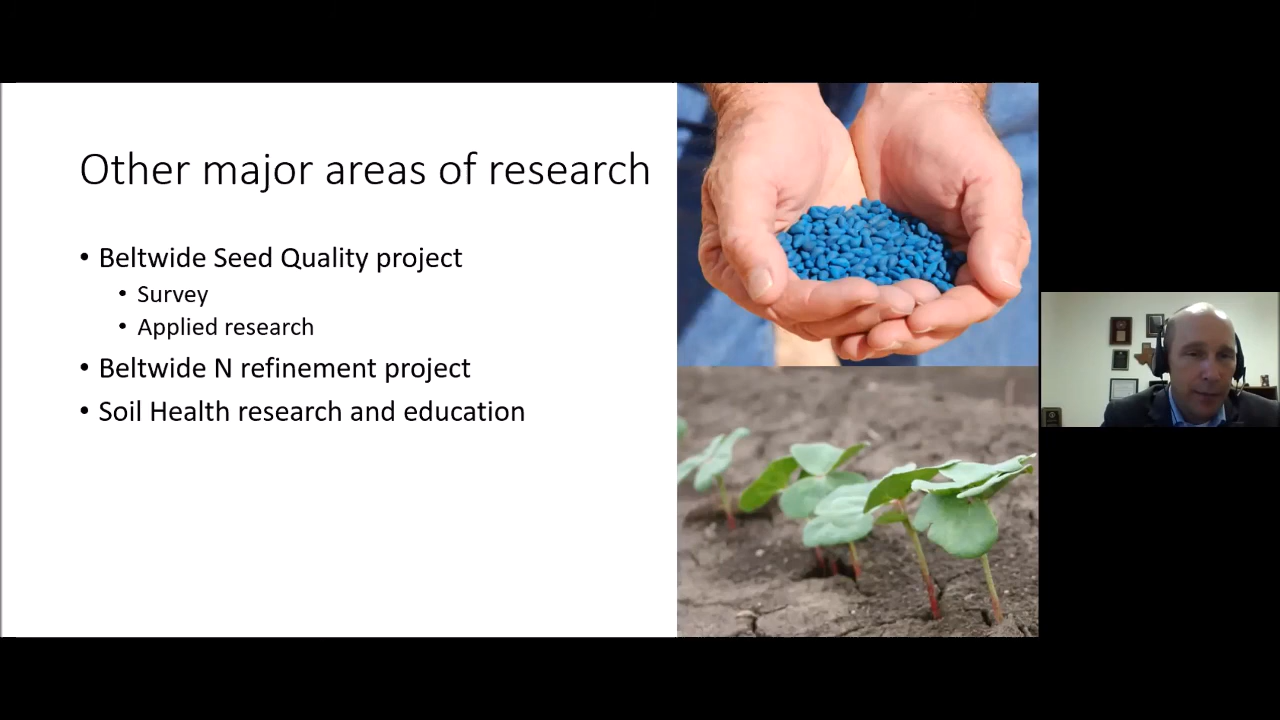 Other major areas of research
• Beltwide Seed Quality project
• Survey
• Applied research
• Beltwide N refinement project
• Soil Health research and education